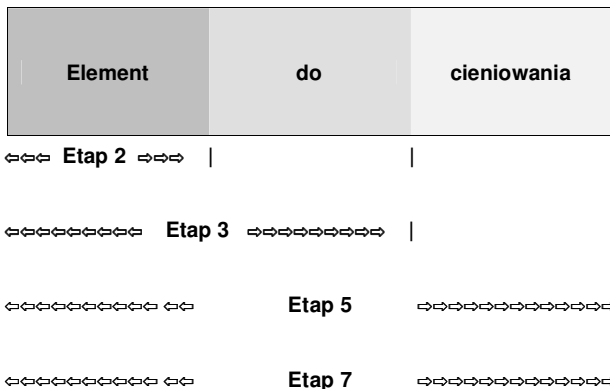 Element do cieniowania
⇦⇦⇦ Etap 2 ⇨⇨⇨ | |
⇦⇦⇦⇦⇦⇦⇦⇦⇦ Etap 3 ⇨⇨⇨⇨⇨⇨⇨⇨⇨ |
⇦⇦⇦⇦⇦⇦⇦⇦⇦⇦ ⇦⇦ Etap 5 ⇨⇨⇨⇨⇨⇨⇨⇨⇨⇨⇨⇨⇨
⇦⇦⇦⇦⇦⇦⇦⇦⇦⇦ ⇦⇦ Etap 7 ⇨⇨⇨⇨⇨⇨⇨⇨⇨⇨⇨⇨⇨